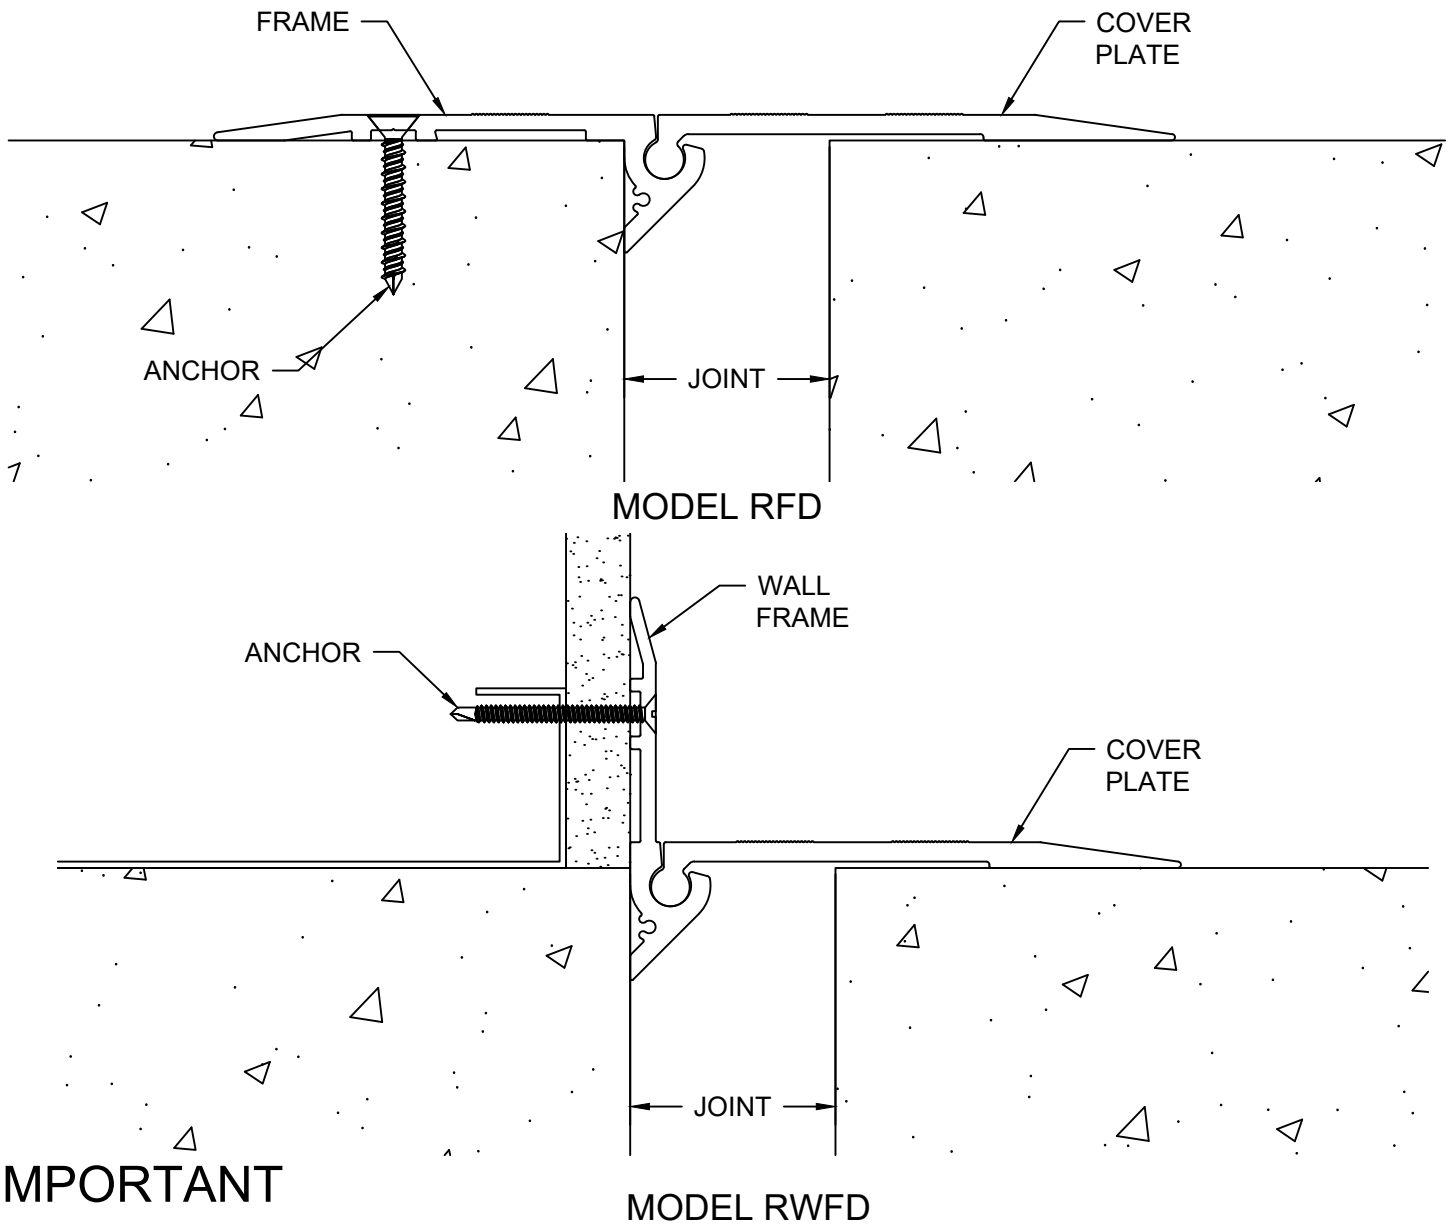 FRAME
COVER
PLATE
ANCHOR
JOINT
MODEL RFD
WALL
FRAME
ANCHOR
COVER
PLATE
JOINT
MPORTANT
MODEL RWFD